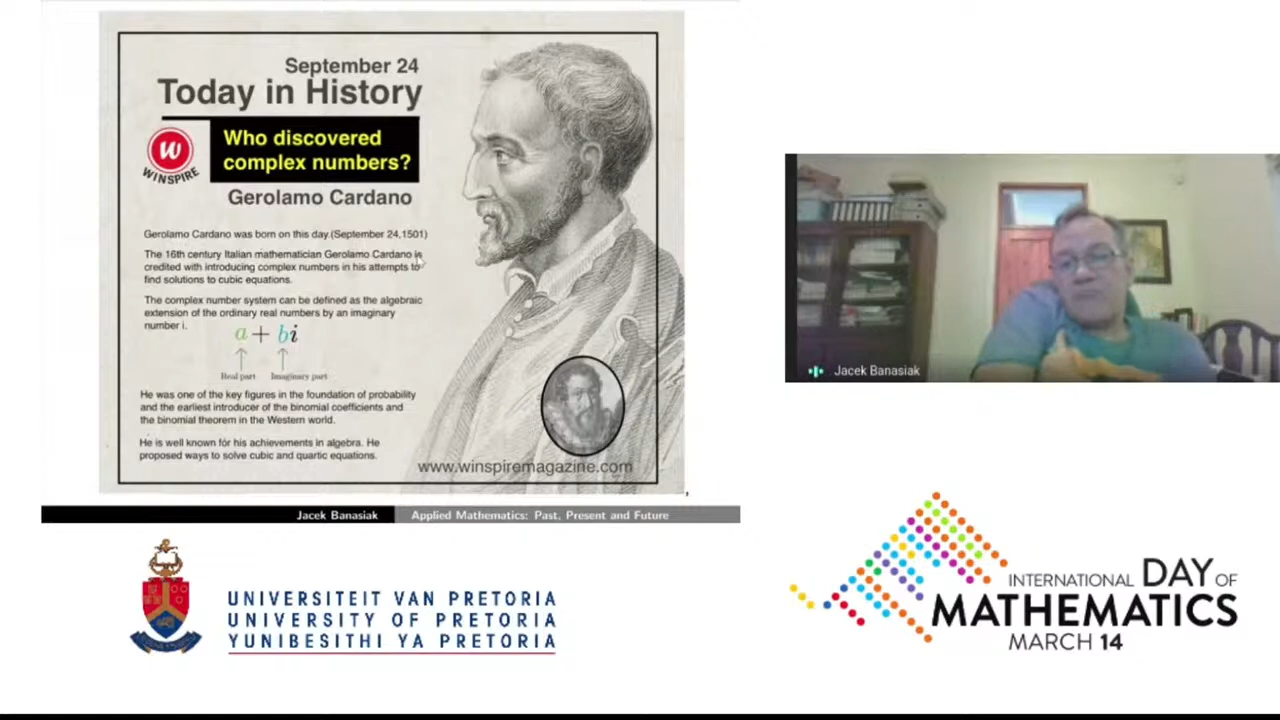 September 24
Today in History
Who discovered
complex numbers?
W
WINSPIRE
Gerolamo Cardano
Gerolamo Cardano was born on this day.(September 24,1501)
The 16th century Italian mathematician Gerolamo Cardano is
credited with introducing complex numbers in his attempts to
find solutions to cubic equations.
The complex number system can be defined as the algebraic
extension of the ordinary real numbers by an imaginary
number i.
a + bi
Real part Imaginary part
He was one of the key figures in the foundation of probability
and the earliest introducer of the binomial coefficients and
the binomial theorem in the Western world.
He is well known for his achievements in algebra. He
proposed ways to solve cubic and quartic equations.
www.winspiremagazine.com
,
Jacek Banasiak Applied Mathematics: Past, Present and Future
Jacek Banasiak
UNIVERSITEIT VAN PRETORIA
UNIVERSITY OF PRETORIA
YUNIBESITHI YA PRETORIA
INTERNATIONAL DAY OF
MATHEMATICS
MARCH 14